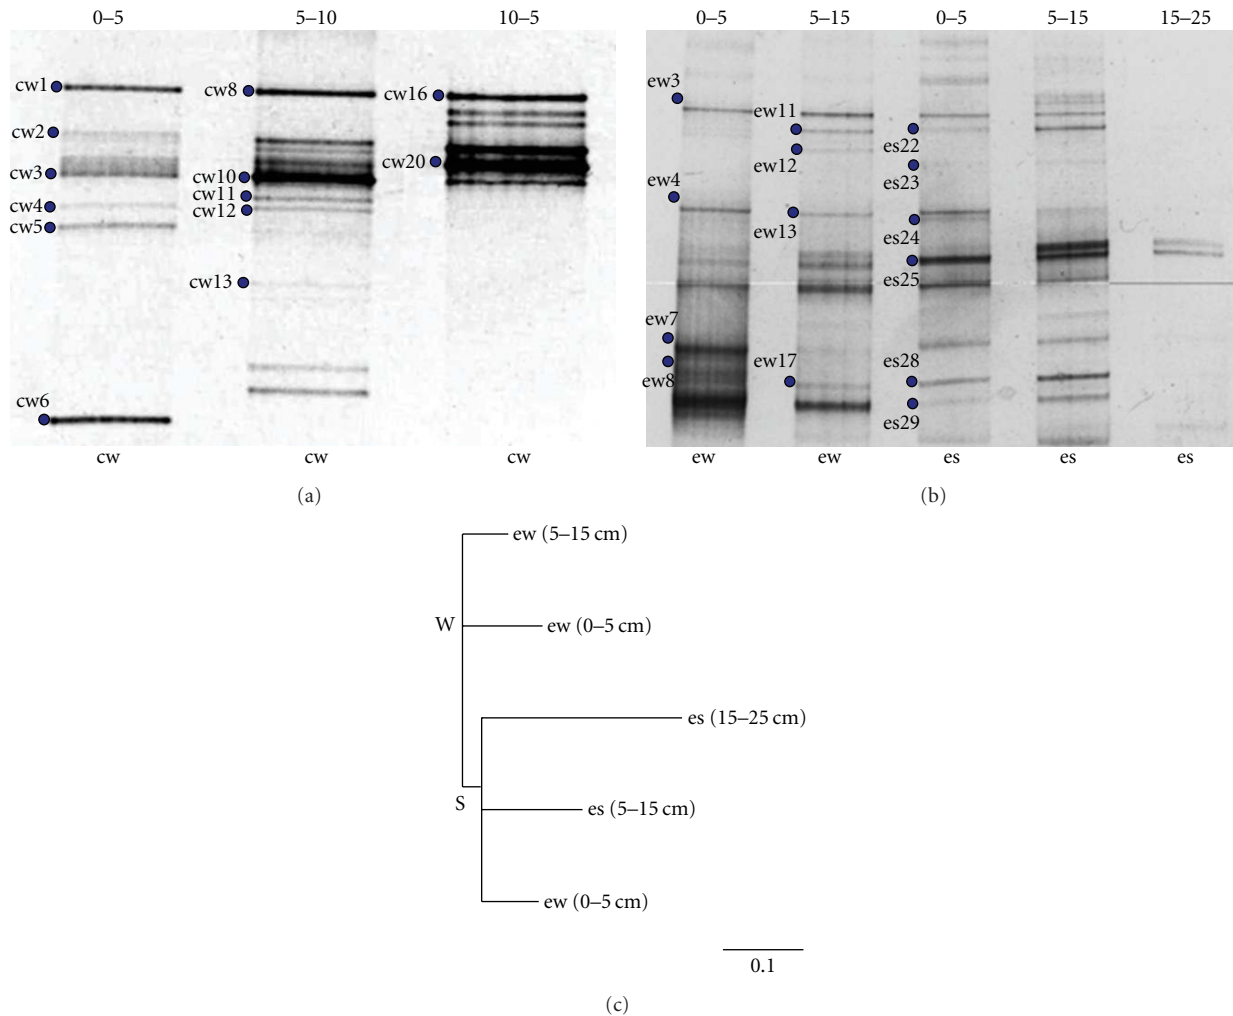 0–5 5–10 10–5
cw1
cw2
cw3
cw4
cw5
cw6
cw8
cw10
cw11
cw12
cw13
cw16
cw20
cw cw cw
(a)
0–5 5–15 0–5 5–15 15–25
ew3
ew4
ew7
ew8
ew11
ew12
ew13
ew17
es22
es23
es24
es25
es28
es29
ew ew es es es
(b)
ew (5–15 cm)
W
ew (0–5 cm)
es (15–25 cm)
S
es (5–15 cm)
ew (0–5 cm)
0.1
(c)